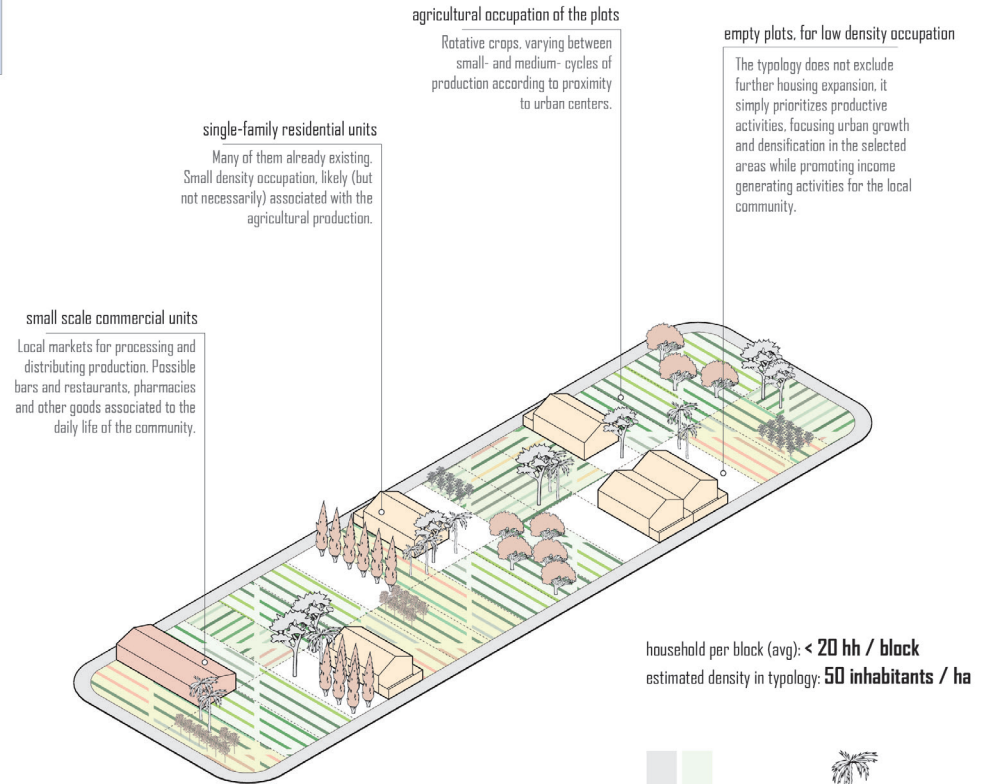 agricultural occupation of the plots
Rotative crops, varying between
small- and medium- cycles of
production according to proximity
to urban centers.
empty plots, for low density occupation
The typology does not exclude
further housing expansion, it
simply prioritizes productive
activities, focusing urban growth
and densification in the selected
areas while promoting income
generating activities for the local
community.
single-family residential units
Many of them already existing.
Small density occupation, likely (but
not necessarily) associated with the
agricultural production.
small scale commercial units
Local markets for processing and
distributing production. Possible
bars and restaurants, pharmacies
and other goods associated to the
daily life of the community.
household per block (avg): < 20 hh / block
estimated density in typology: 50 inhabitants / ha